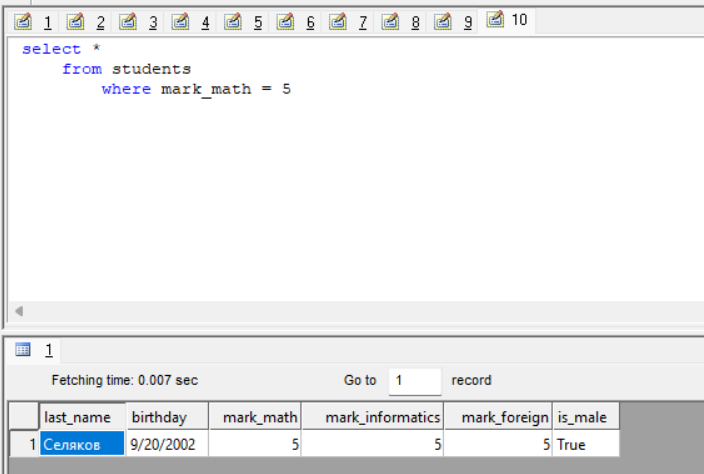 1 2 3 4 5 6 7 8 9 10
select *
from students
where mark_math = 5
1
Fetching time: 0.007 sec Go to 1 record
last_name birthday mark_math mark_informatics mark_foreign is_male
1 Селяков 9/20/2002 5 5 5 True